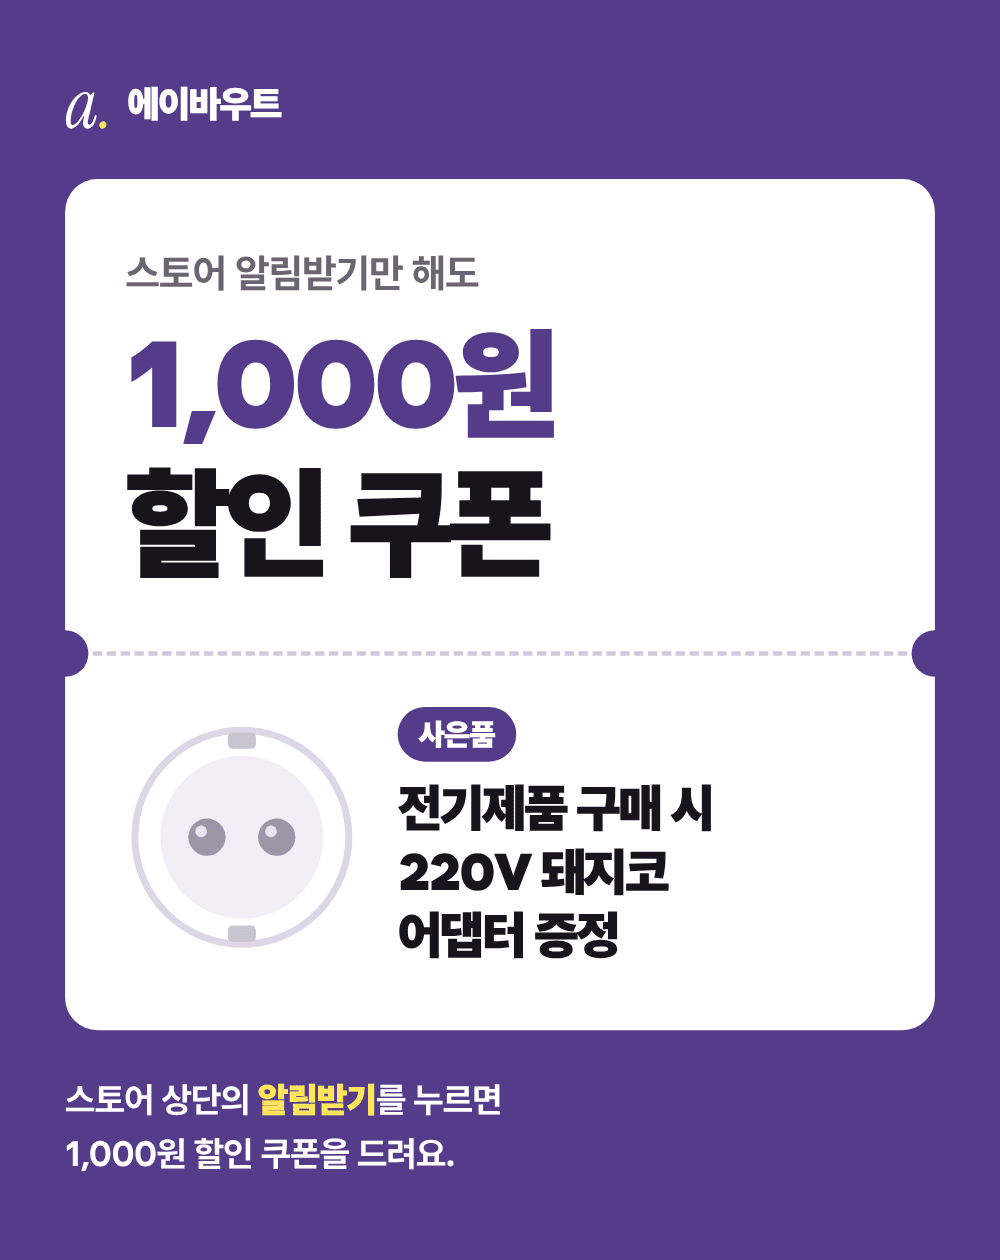 a. 에이바우트
스토어 알림받기만 해도
1,000원
할인 쿠폰
사은품
전기제품 구매 시
220V 돼지코
어댑터 증정
스토어 상단의 알림받기를 누르면
1,000원 할인 쿠폰을 드려요.